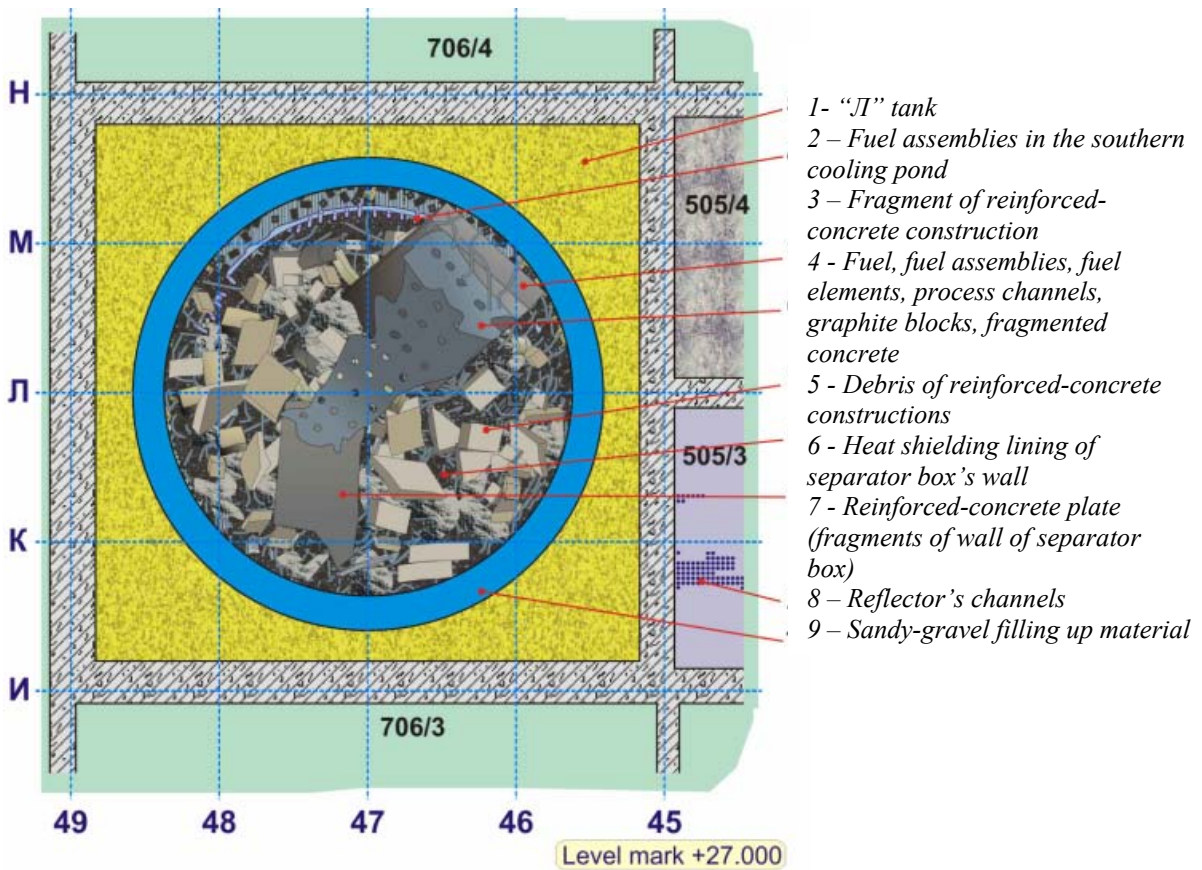 706/4
Н
М
Л
К
И
505/4
505/3
706/3
49 48 47 46 45
Level mark +27.000
1- “Л” tank
2 – Fuel assemblies in the southern
cooling pond
3 – Fragment of reinforced-
concrete construction
4 - Fuel, fuel assemblies, fuel
elements, process channels,
graphite blocks, fragmented
concrete
5 - Debris of reinforced-concrete
constructions
6 - Heat shielding lining of
separator box’s wall
7 - Reinforced-concrete plate
(fragments of wall of separator
box)
8 – Reflector’s channels
9 – Sandy-gravel filling up material